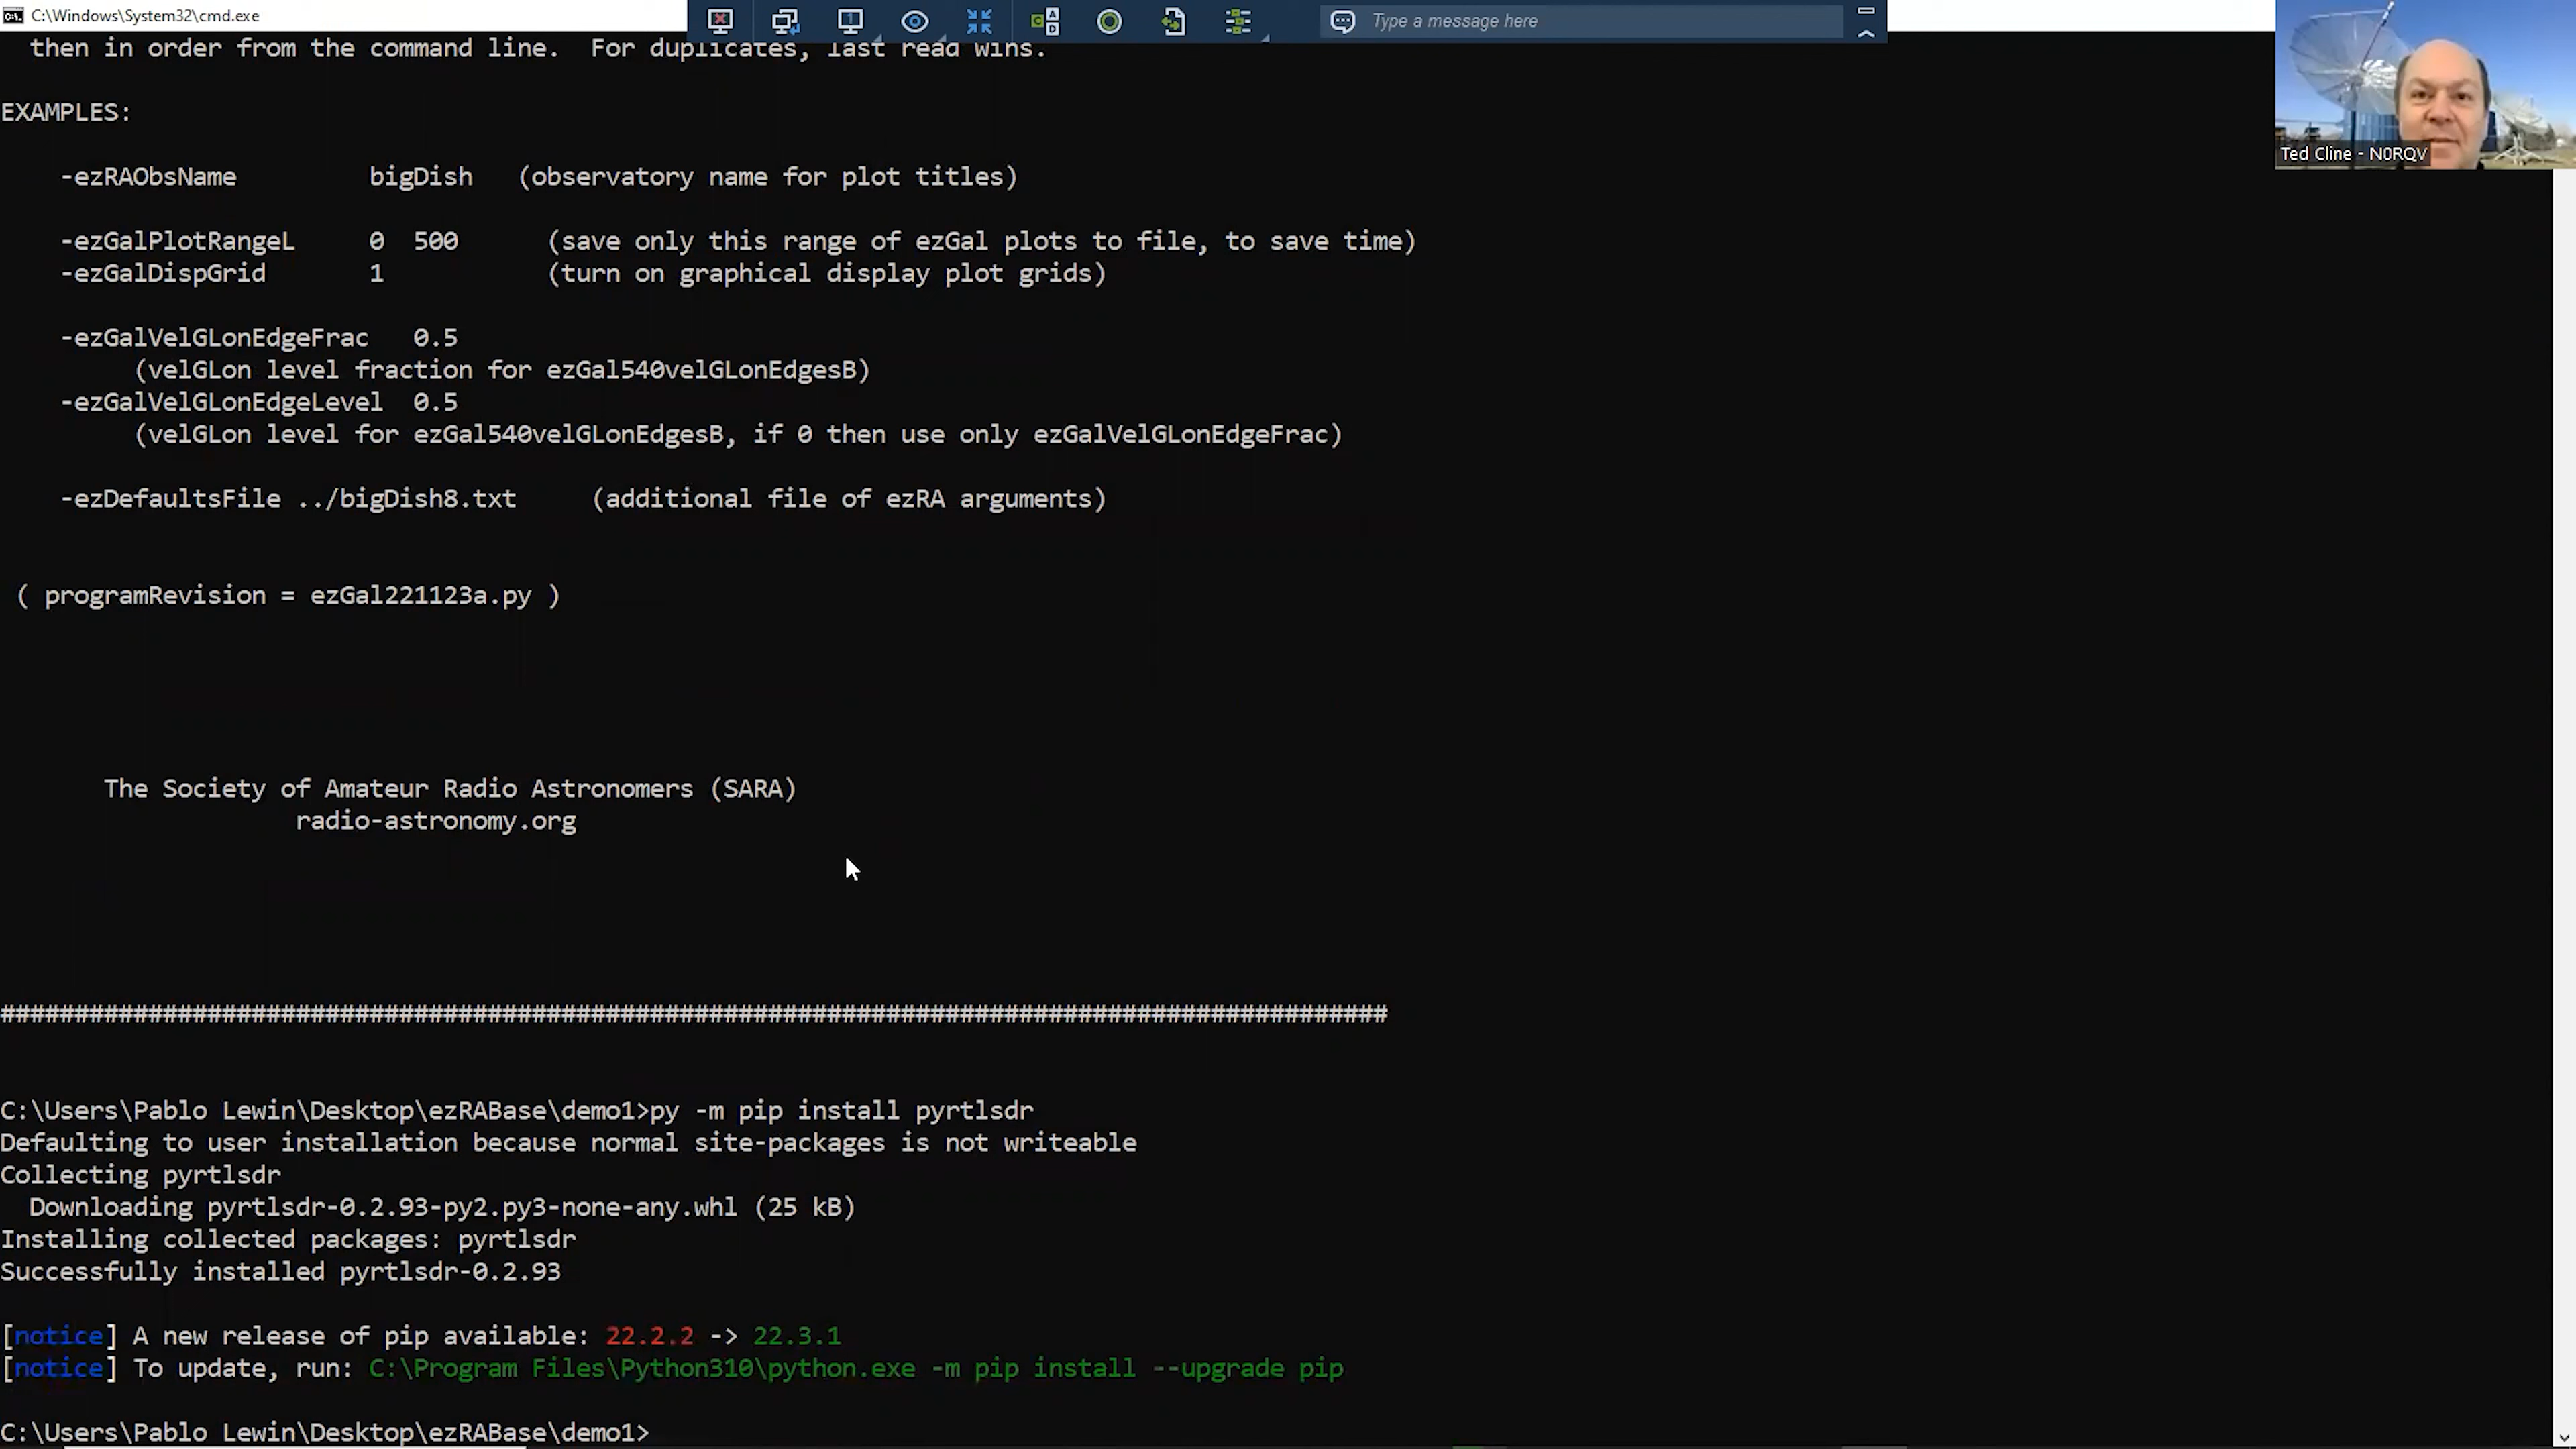 C:\Windows\System32\cmd.exe
Type a message here
then in order from the command line.  For duplicates, last read wins.
Ted Cline - N0RQV
EXAMPLES:
-ezRAObsName         bigDish   (observatory name for plot titles)
-ezGalPlotRangeL     0  500      (save only this range of ezGal plots to file, to save time)
-ezGalDispGrid       1           (turn on graphical display plot grids)
-ezGalVelGLonEdgeFrac   0.5
(velGLon level fraction for ezGal540velGLonEdgesB)
-ezGalVelGLonEdgeLevel  0.5
(velGLon level for ezGal540velGLonEdgesB, if 0 then use only ezGalVelGLonEdgeFrac)
-ezDefaultsFile ../bigDish8.txt     (additional file of ezRA arguments)
( programRevision = ezGal221123a.py )
The Society of Amateur Radio Astronomers (SARA)
radio-astronomy.org
##############################################################################################
C:\Users\Pablo Lewin\Desktop\ezRABase\demo1>py -m pip install pyrtlsdr
Defaulting to user installation because normal site-packages is not writeable
Collecting pyrtlsdr
Downloading pyrtlsdr-0.2.93-py2.py3-none-any.whl (25 kB)
Installing collected packages: pyrtlsdr
Successfully installed pyrtlsdr-0.2.93
[notice] A new release of pip available: 22.2.2 -> 22.3.1
[notice] To update, run: C:\Program Files\Python310\python.exe -m pip install --upgrade pip
C:\Users\Pablo Lewin\Desktop\ezRABase\demo1>